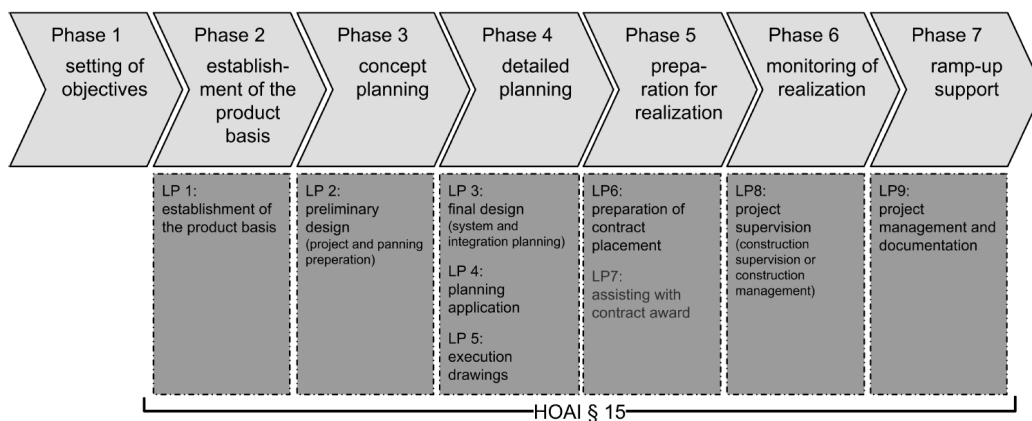 Phase 1
setting of
objectives
Phase 2
establish-
ment of the
product
basis
Phase 3
concept
planning
Phase 4
detailed
planning
Phase 5
prepa-
ration for
realization
Phase 6
monitoring of
realization
Phase 7
ramp-up
support
LP 1:
establishment of
the product basis
LP 2:
preliminary
design
(project and panning
preperation)
LP 3:
final design
(system and
integration planning)
LP 4:
planning
application
LP 5:
execution
drawings
LP6:
preparation of
contract
placement
LP7:
assisting with
contract award
LP8:
project
supervision
(construction
supervision or
construction
management)
LP9:
project
management and
documentation
HOAI § 15